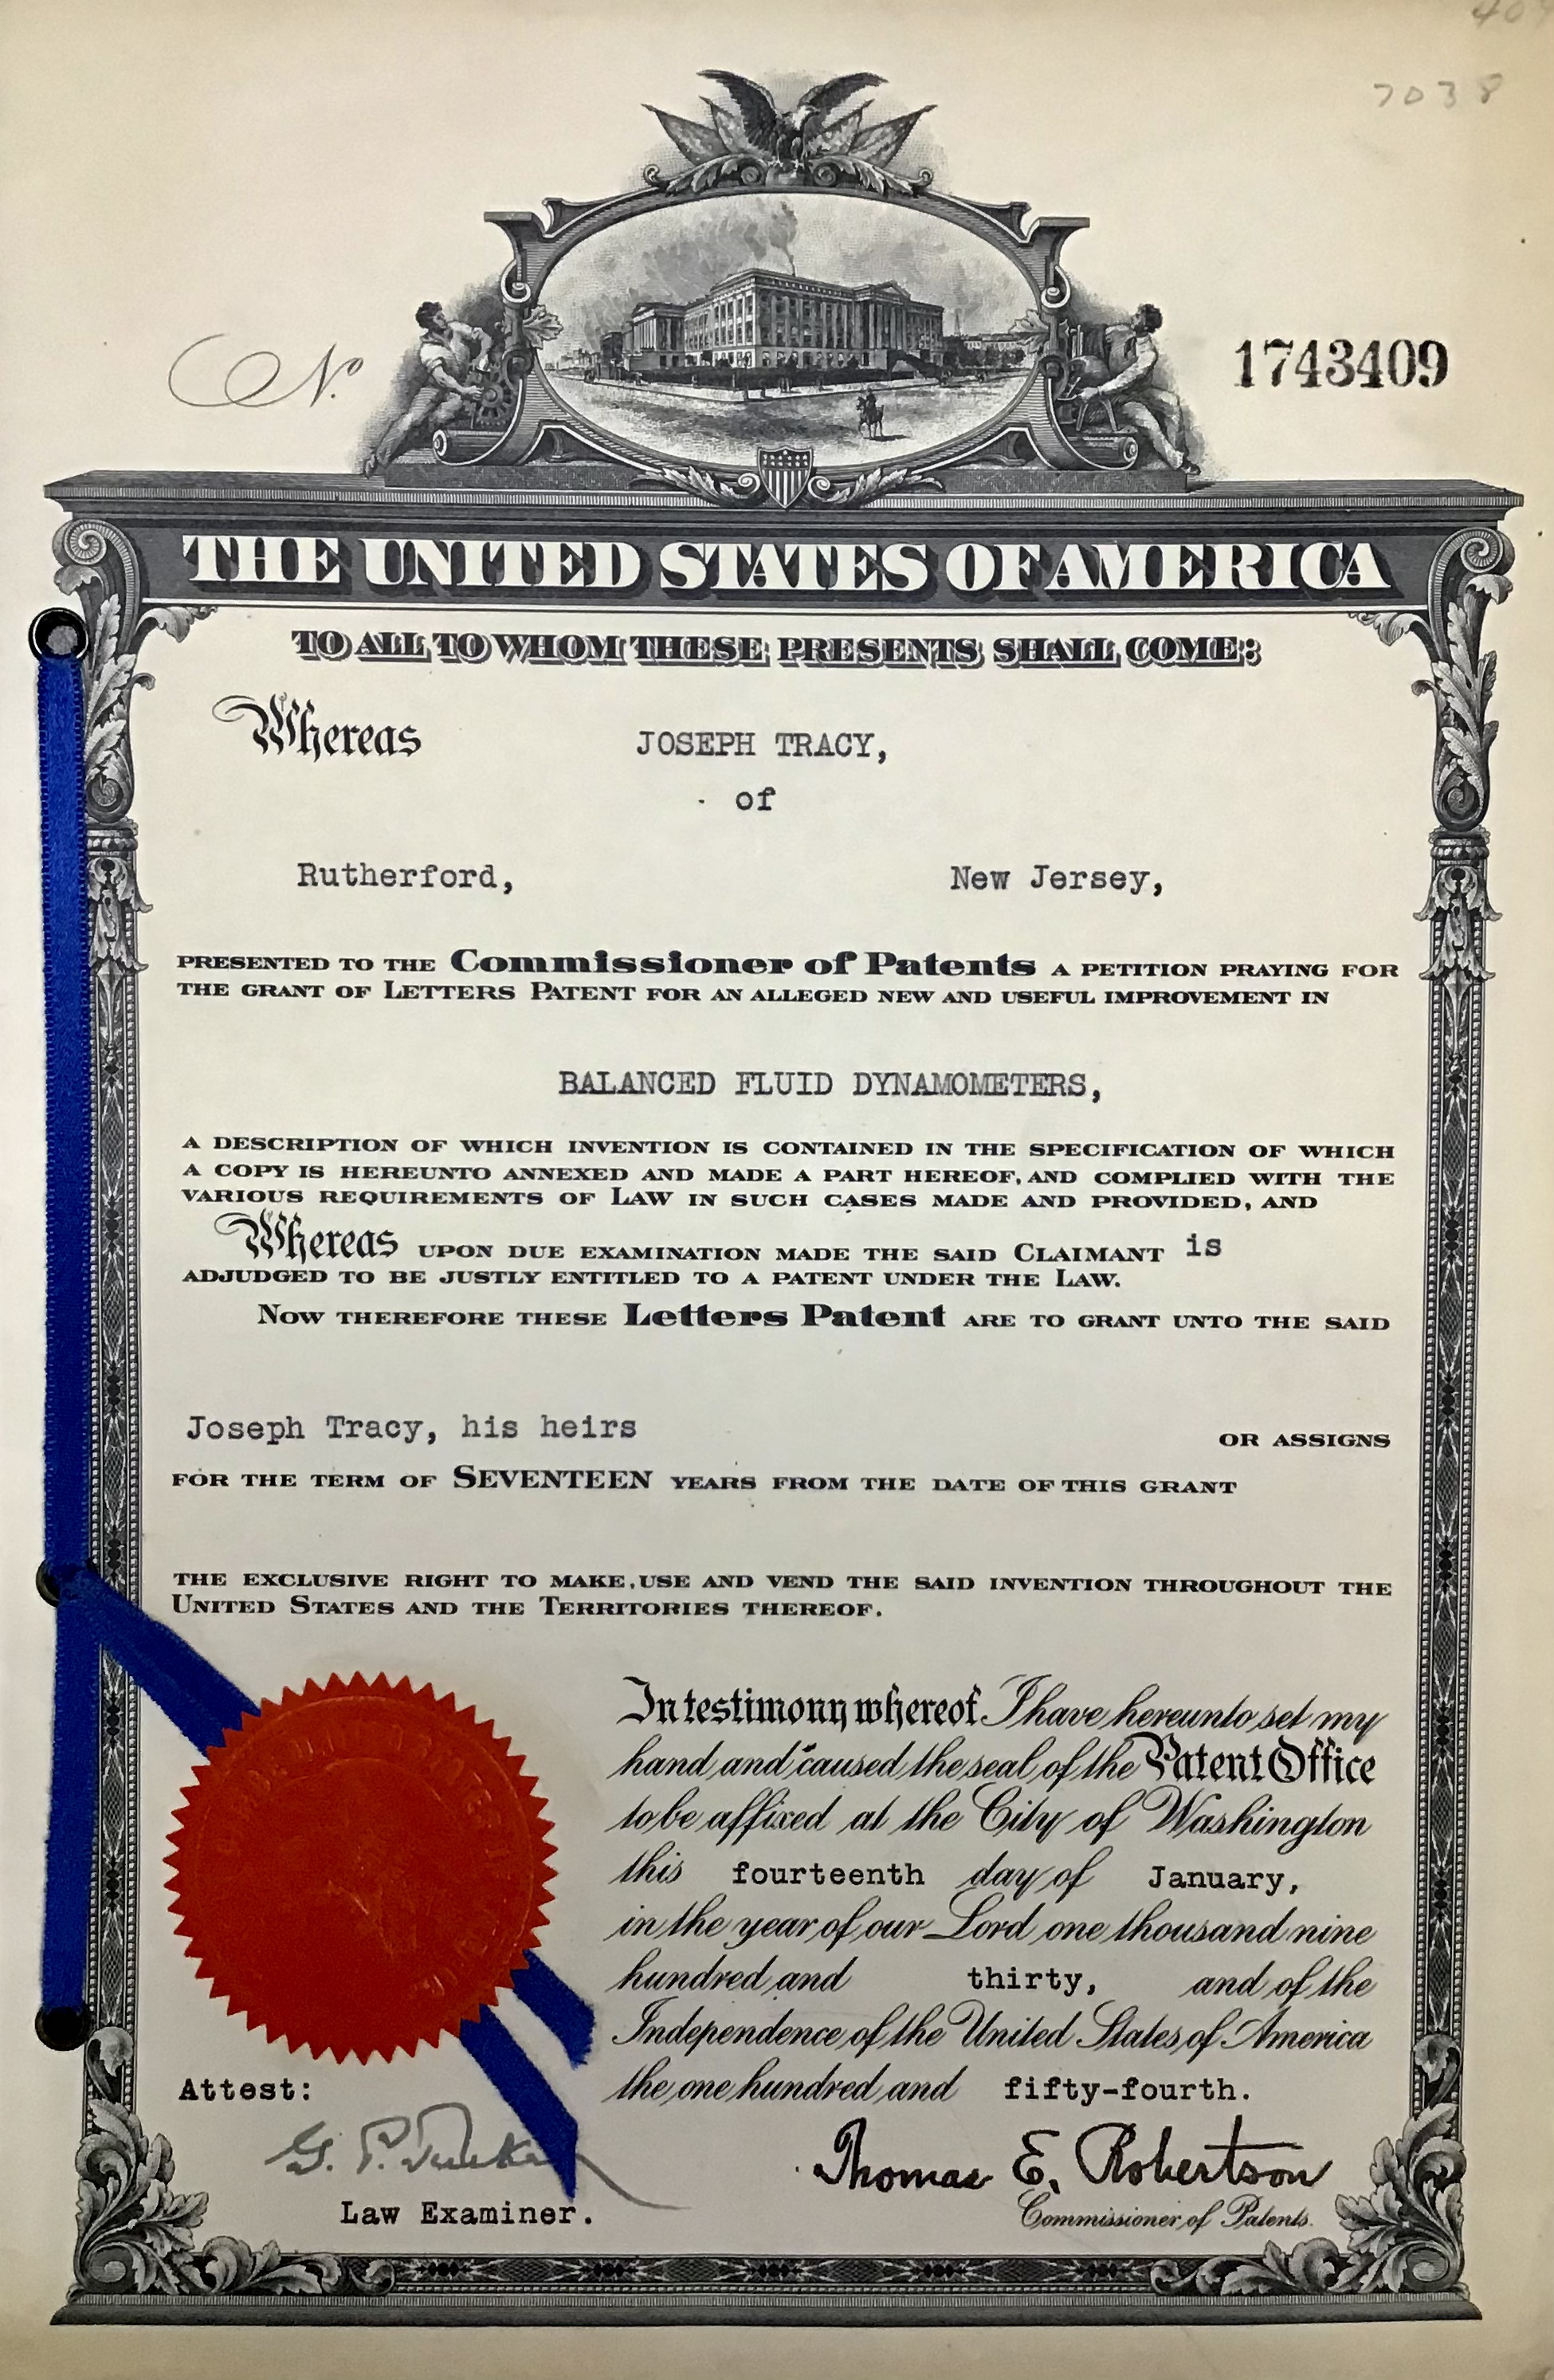 7038
No.
1743409
THE UNITED STATES OF AMERICA
TO ALL TO WHOM THESE PRESENTS SHALL COME:
Whereas JOSEPH TRACY,
of
Rutherford, New Jersey,
PRESENTED TO THE Commissioner of Patents A PETITION PRAYING FOR
THE GRANT OF LETTERS PATENT FOR AN ALLEGED NEW AND USEFUL IMPROVEMENT IN
BALANCED FLUID DYNAMOMETERS,
A DESCRIPTION OF WHICH INVENTION IS CONTAINED IN THE SPECIFICATION OF WHICH
A COPY IS HEREUNTO ANNEXED AND MADE A PART HEREOF, AND COMPLIED WITH THE
VARIOUS REQUIREMENTS OF LAW IN SUCH CASES MADE AND PROVIDED, AND
Whereas UPON DUE EXAMINATION MADE THE SAID CLAIMANT is
ADJUDGED TO BE JUSTLY ENTITLED TO A PATENT UNDER THE LAW.
NOW THEREFORE THESE Letters Patent ARE TO GRANT UNTO THE SAID
Joseph Tracy, his heirs OR ASSIGNS
FOR THE TERM OF SEVENTEEN YEARS FROM THE DATE OF THIS GRANT
THE EXCLUSIVE RIGHT TO MAKE, USE AND VEND THE SAID INVENTION THROUGHOUT THE
UNITED STATES AND THE TERRITORIES THEREOF.
In testimony whereof I have hereunto set my
hand and caused the seal of the Patent Office
to be affixed at the City of Washington
this fourteenth day of January,
in the year of our Lord one thousand nine
hundred and thirty, and of the
Independence of the United States of America
the one hundred and fifty-fourth.
Attest:
G. P. Tucker
Law Examiner.
Thomas E. Robertson
Commissioner of Patents.